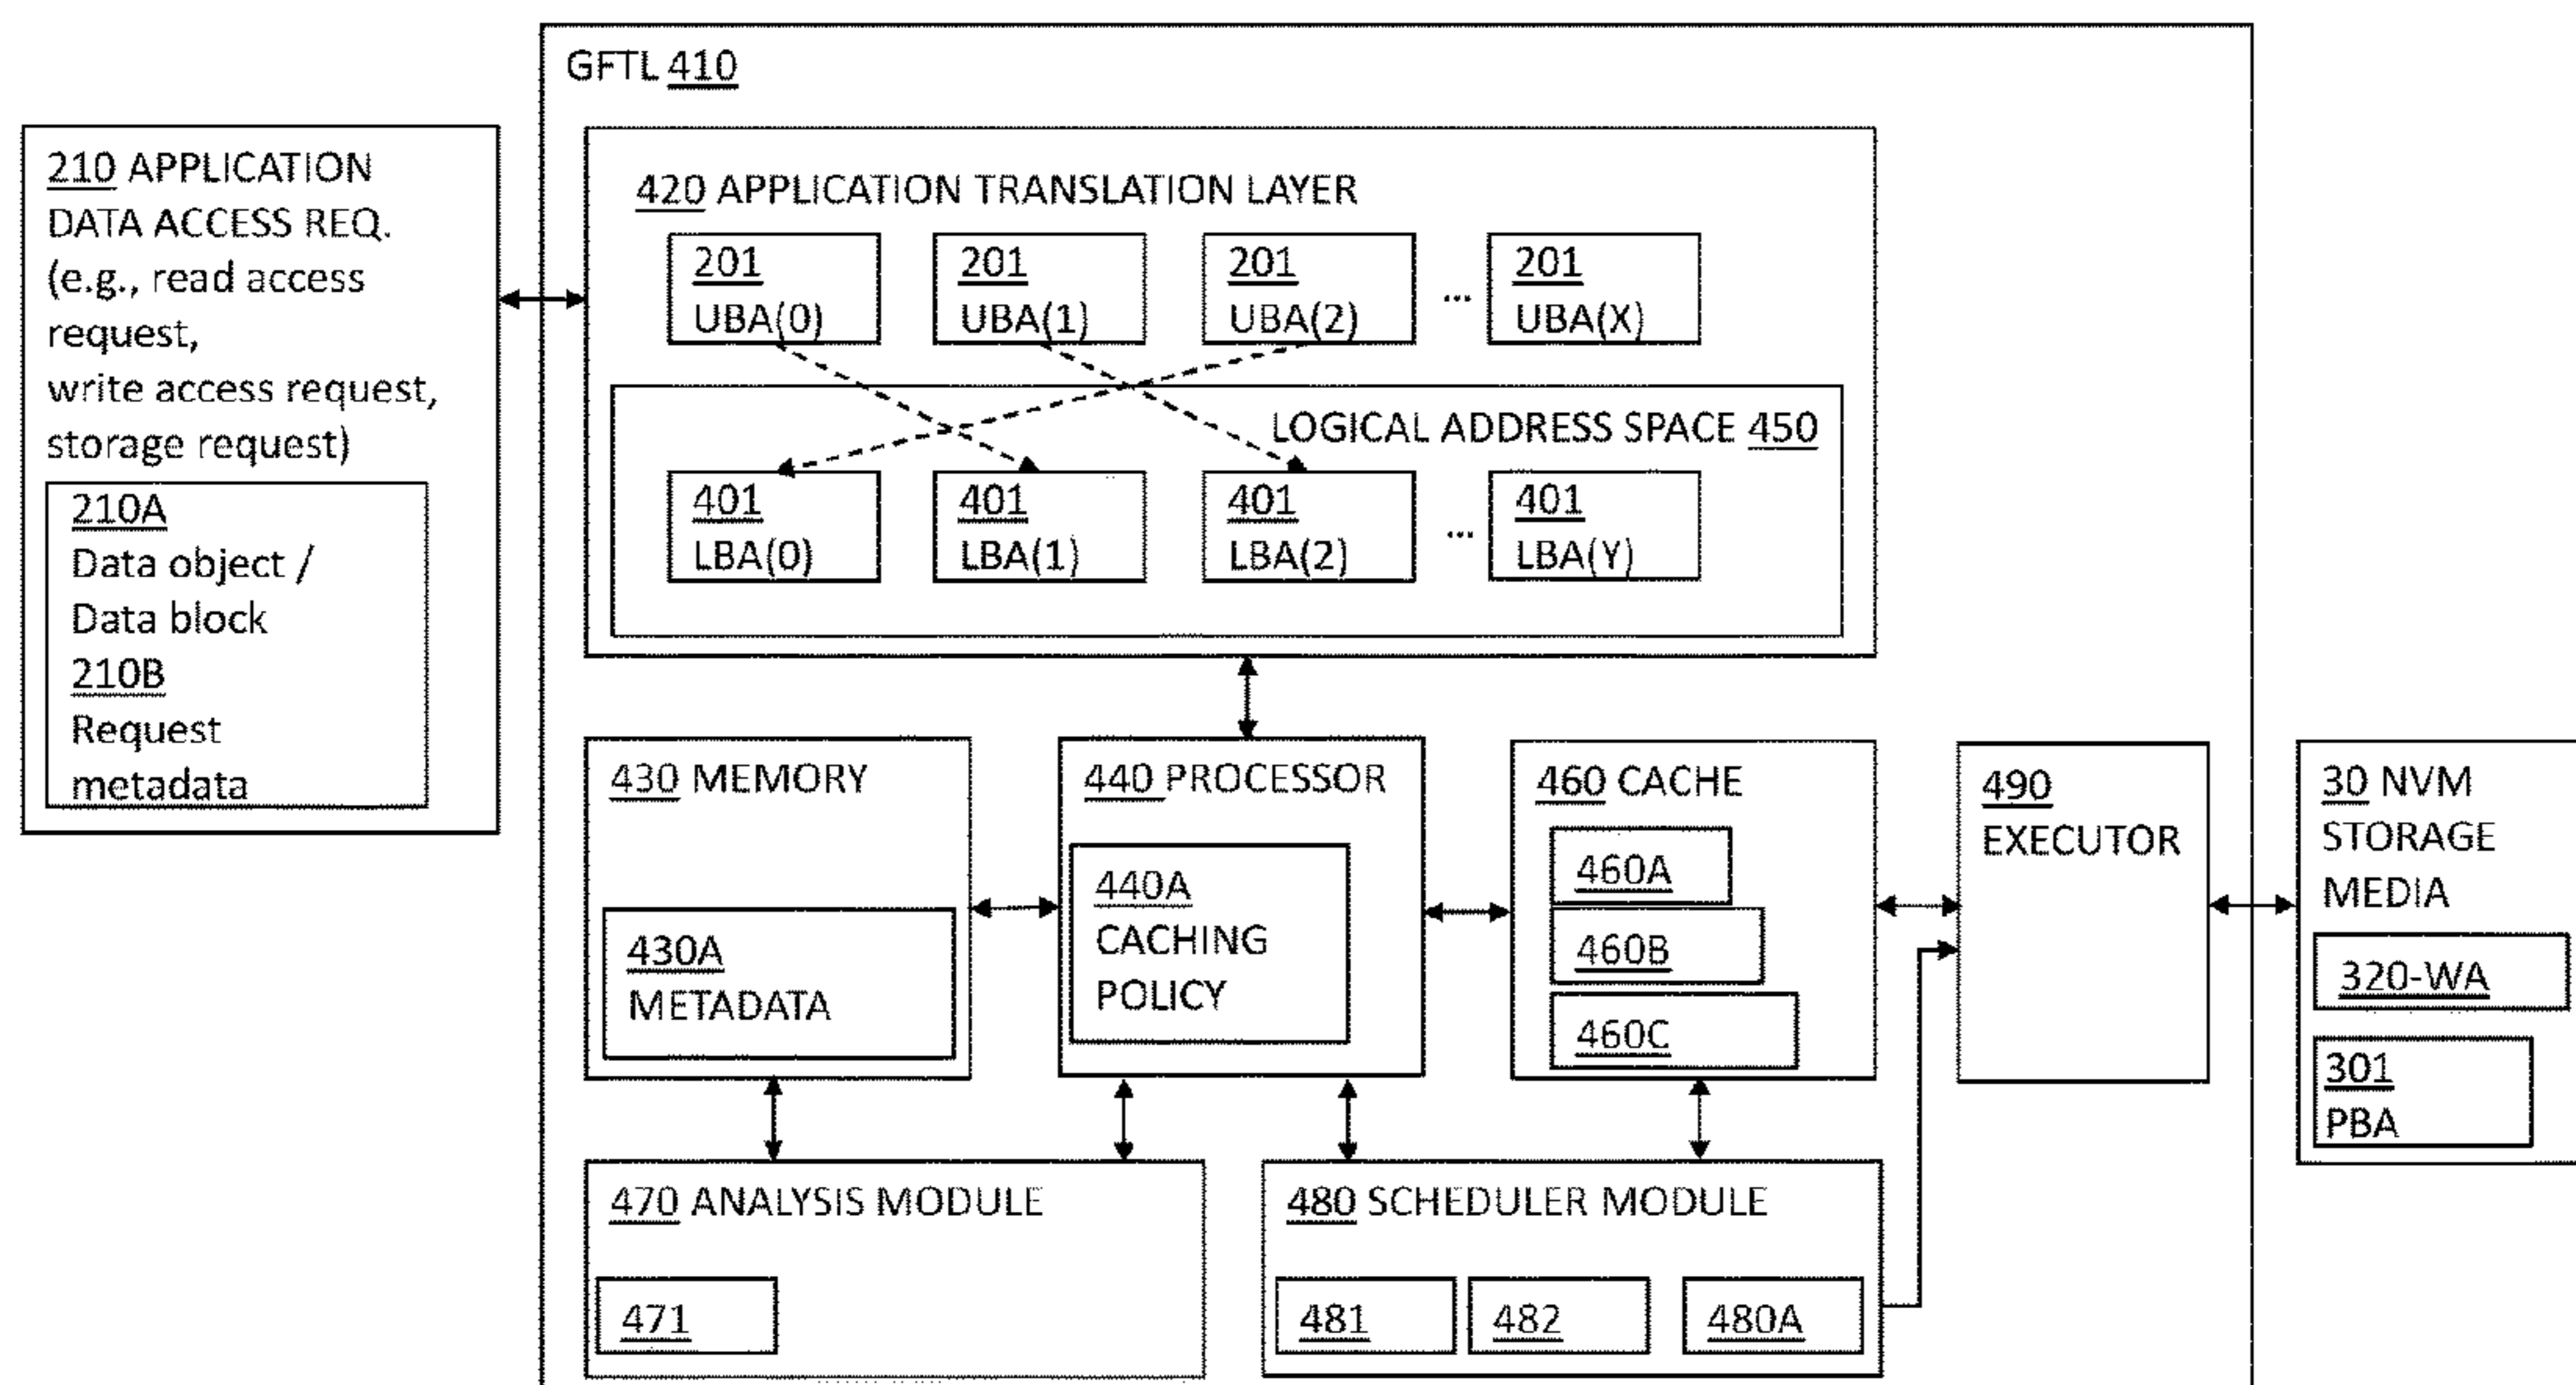 GFTL 410
210 APPLICATION
DATA ACCESS REQ.
(e.g., read access
request,
write access request,
storage request)
210A
Data object /
Data block
210B
Request
metadata
420 APPLICATION TRANSLATION LAYER
201
UBA(0)
201
UBA(1)
201
UBA(2)
...
201
UBA(X)
LOGICAL ADDRESS SPACE 450
401
LBA(0)
401
LBA(1)
401
LBA(2)
...
401
LBA(Y)
430 MEMORY
430A
METADATA
440 PROCESSOR
440A
CACHING
POLICY
460 CACHE
460A
460B
460C
490
EXECUTOR
30 NVM
STORAGE
MEDIA
320-WA
301
PBA
470 ANALYSIS MODULE
471
480 SCHEDULER MODULE
481
482
480A